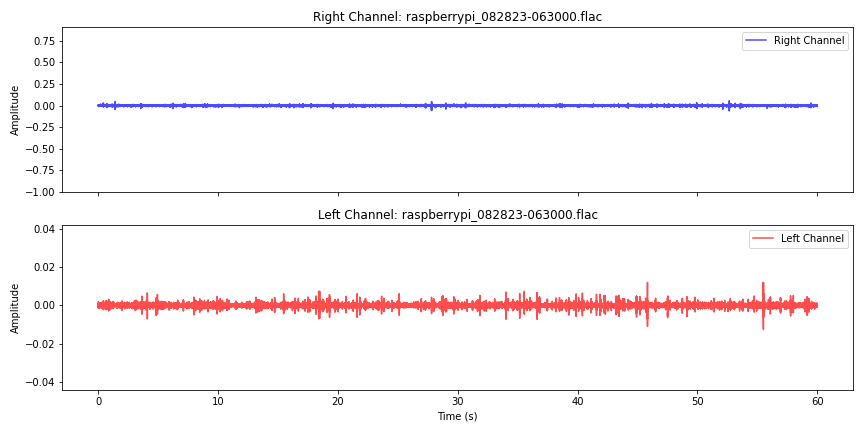 Right Channel: raspberrypi_082823-063000.flac
Right Channel
Amplitude
0.75
0.50
0.25
0.00
−0.25
−0.50
−0.75
−1.00
Left Channel: raspberrypi_082823-063000.flac
Left Channel
Amplitude
0.04
0.02
0.00
−0.02
−0.04
0 10 20 30 40 50 60
Time (s)